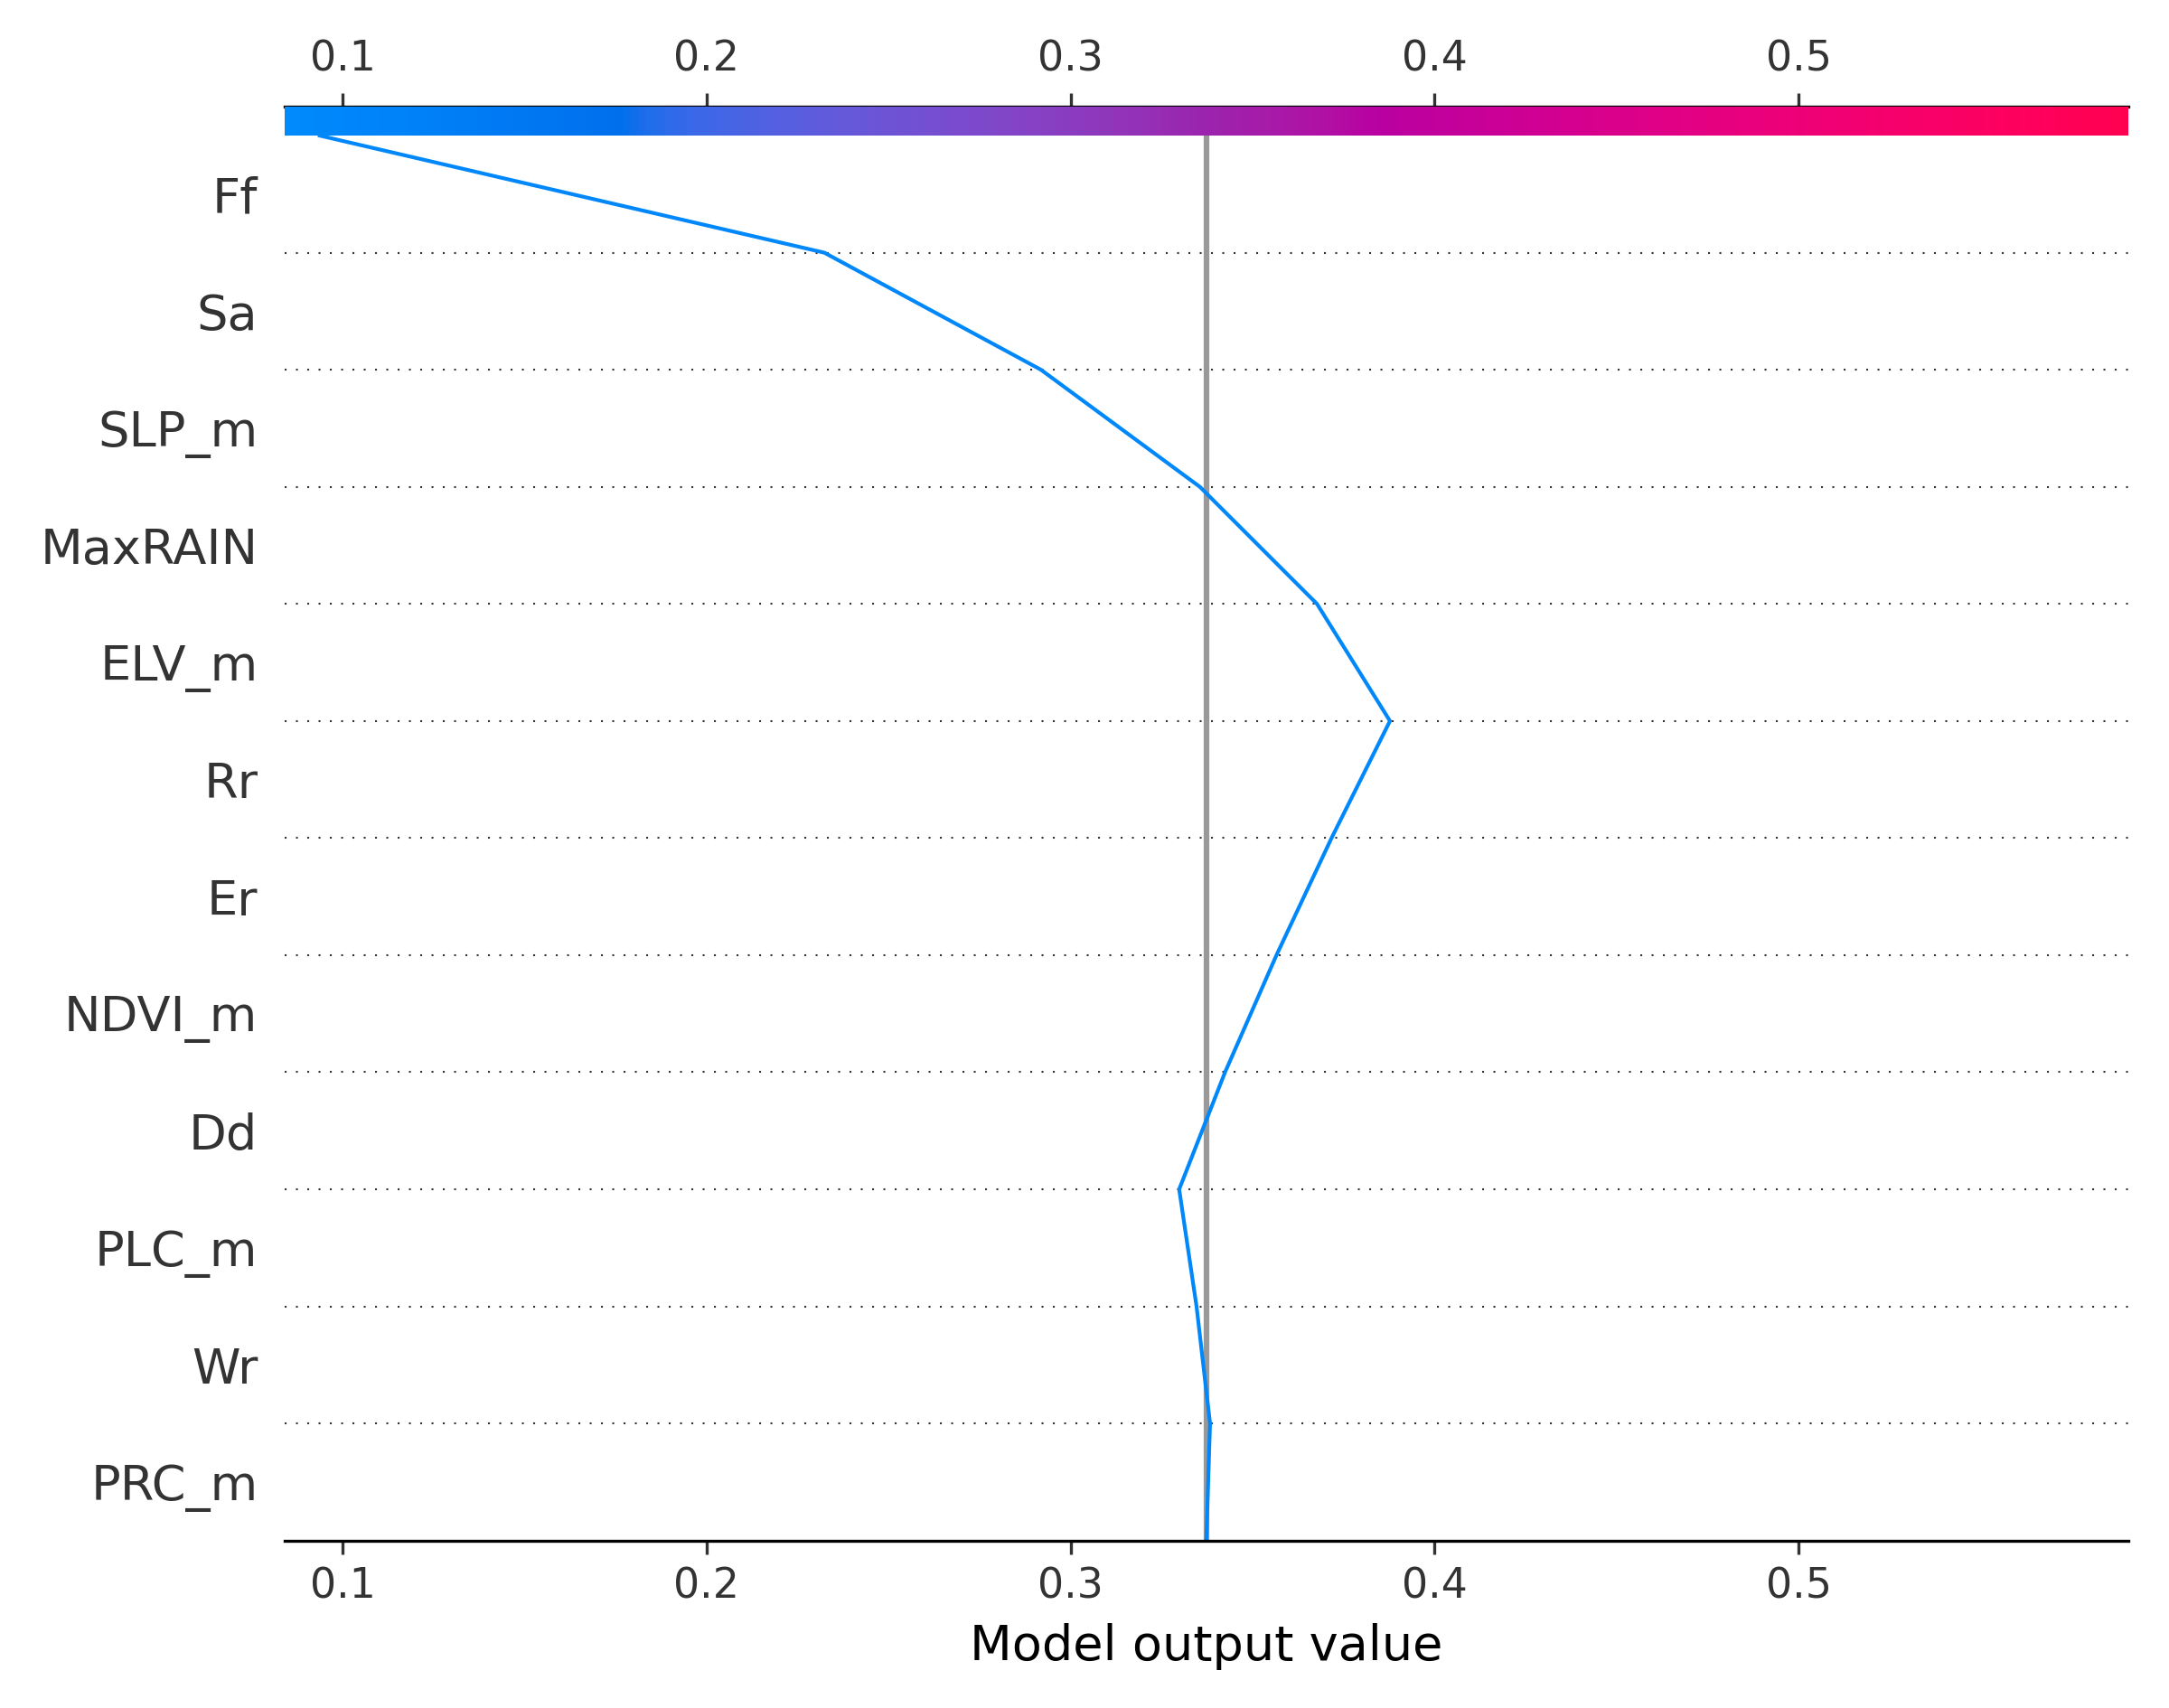 0.1 0.2 0.3 0.4 0.5
Ff
Sa
SLP_m
MaxRAIN
ELV_m
Rr
Er
NDVI_m
Dd
PLC_m
Wr
PRC_m
0.1 0.2 0.3 0.4 0.5
Model output value